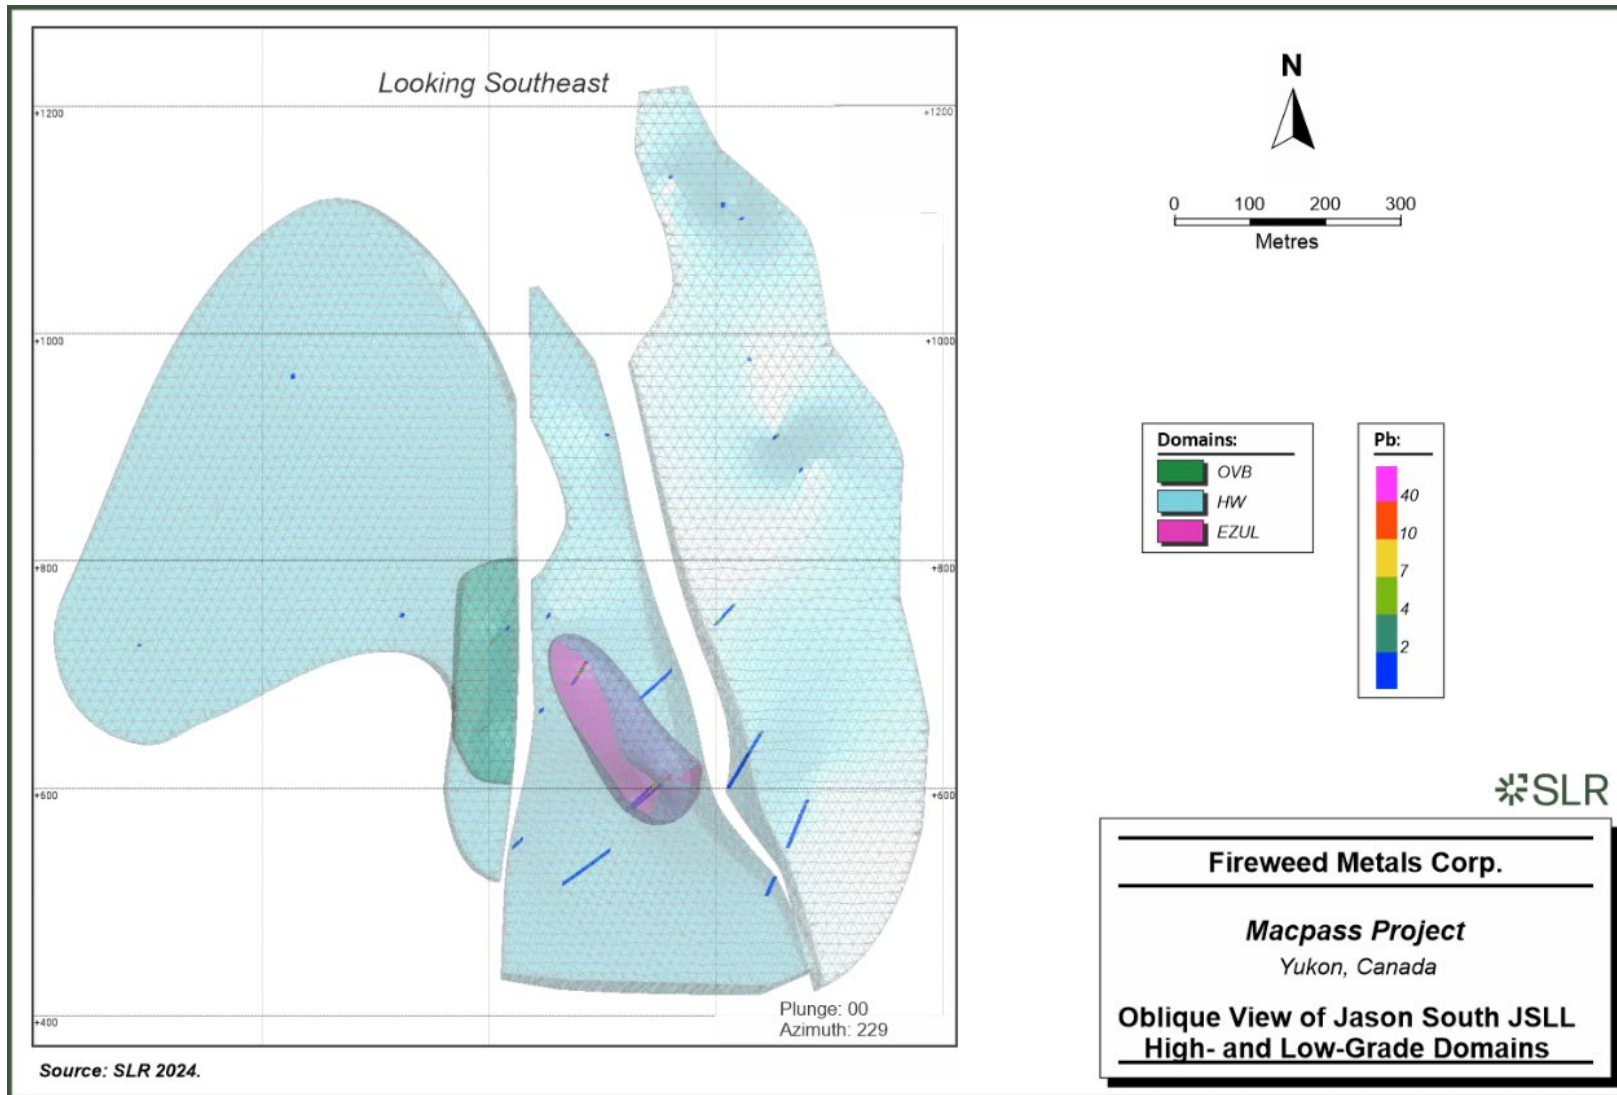 Looking Southeast
+1200
+1200
+1000
+1000
+800
+800
+600
+600
+400
Plunge: 00
Azimuth: 229
Source: SLR 2024.
N
0 100 200 300
Metres
Domains:
OVB
HW
EZUL
Pb:
40
10
7
4
2
SLR
Fireweed Metals Corp.
Macpass Project
Yukon, Canada
Oblique View of Jason South JSLL
High- and Low-Grade Domains